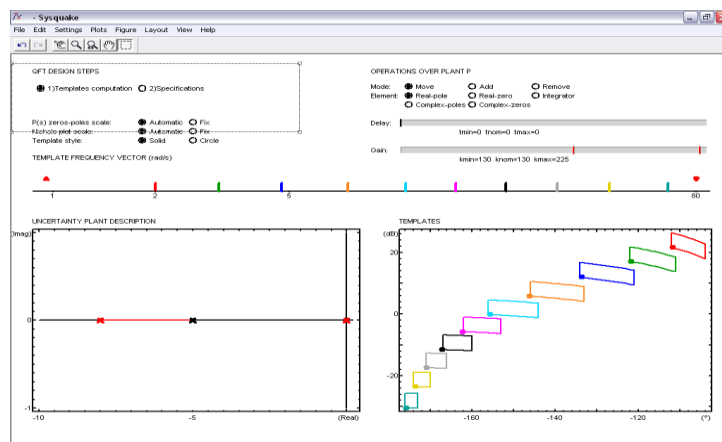 - Sysquake
File Edit Settings Plots Figure Layout View Help
QFT DESIGN STEPS
1)Templates computation 2)Specifications
P(s) zeros-poles scale: Automatic Fix
Nichols plot scale: Automatic Fix
Template style: Solid Circle
OPERATIONS OVER PLANT P
Mode: Move Add Remove
Element: Real-pole Real-zero Integrator
Complex-poles Complex-zeros
Delay:
tmin=0 tnom=0 tmax=0
Gain:
kmin=130 knom=130 kmax=225
TEMPLATE FREQUENCY VECTOR (rad/s)
1 2 5 80
UNCERTAINTY PLANT DESCRIPTION
(Imag)
0
-1
-10 -5 (Real)
TEMPLATES
(dB)
20
0
-20
-160 -140 -120 (°)